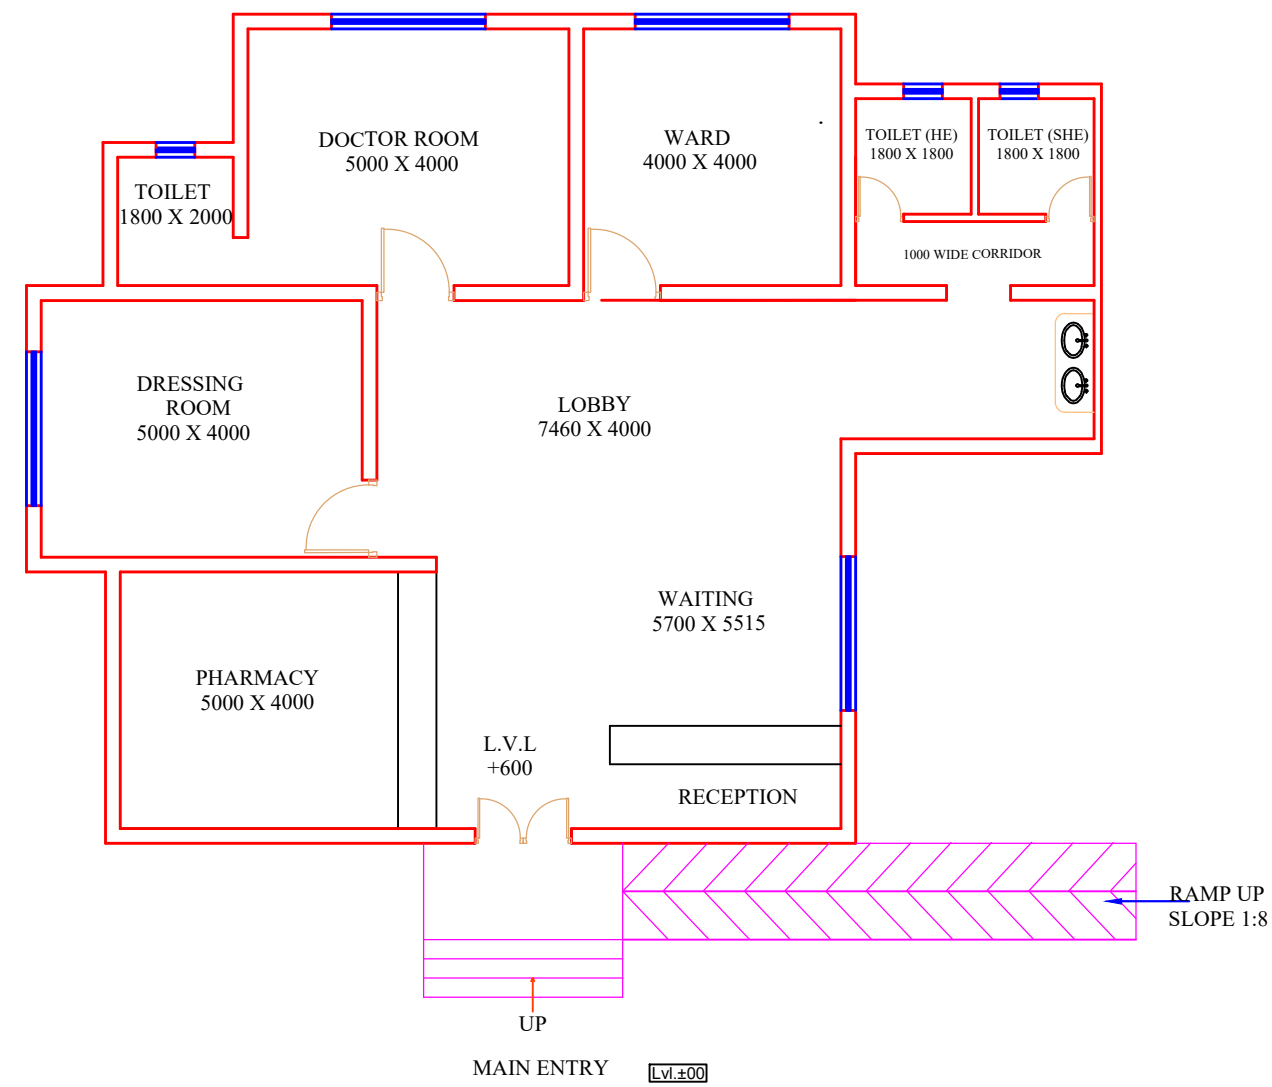 DOCTOR ROOM
5000 X 4000
WARD
4000 X 4000
TOILET (HE)
1800 X 1800
TOILET (SHE)
1800 X 1800
TOILET
1800 X 2000
1000 WIDE CORRIDOR
DRESSING
ROOM
5000 X 4000
LOBBY
7460 X 4000
WAITING
5700 X 5515
PHARMACY
5000 X 4000
L.V.L
+600
RECEPTION
RAMP UP
SLOPE 1:8
UP
MAIN ENTRY
Lvl.±00